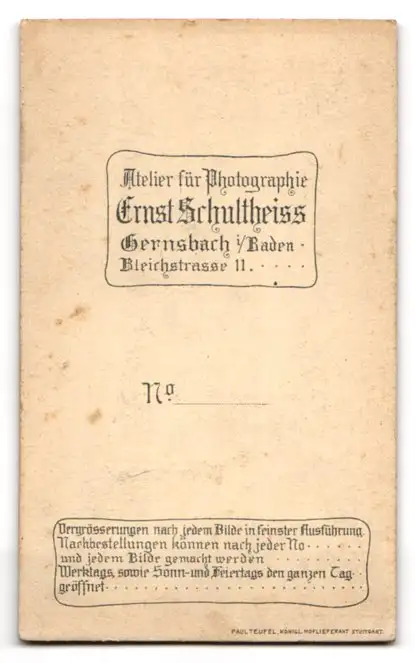 Atelier für Photographie
Ernst Schultheiss
Gernsbach i/Baden ·
Bleichstrasse 11. · · · · ·
No
Vergrösserungen nach jedem Bilde in feinster Ausführung
Nachbestellungen können nach jeder No · · · · · ·
und jedem Bilde gemacht werden · · · · · · · · · ·
Werktags, sowie Sonn- und Feiertags den ganzen Tag
geöffnet · · · · · · · · · ·
PAUL TEUFEL, KÖNIGL. HOFLIEFERANT STUTTGART.